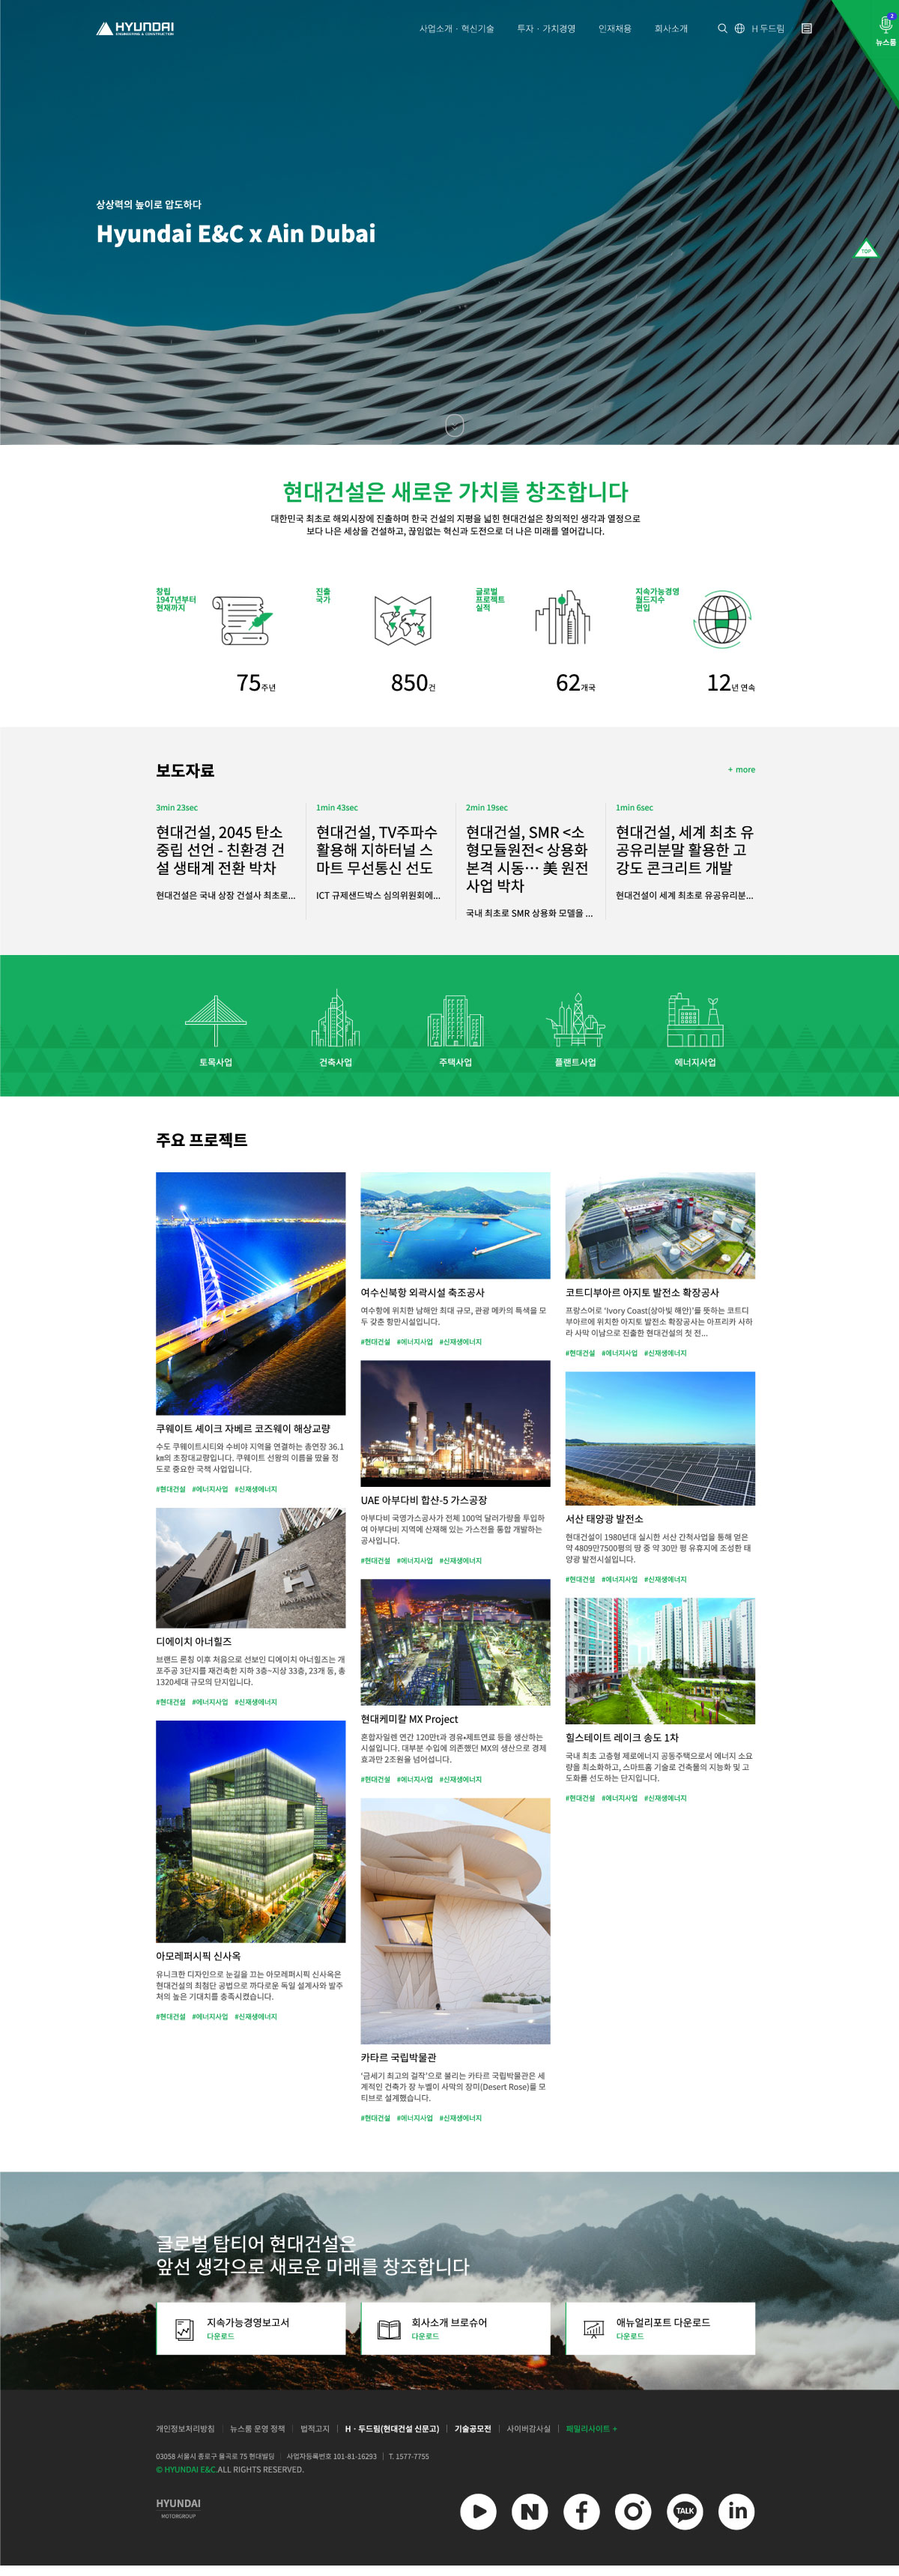 HYUNDAI
ENGINEERING & CONSTRUCTION
사업소개 · 혁신기술
투자 · 가치경영
인재채용
회사소개
H 두드림
2
뉴스룸
상상력의 높이로 압도하다
Hyundai E&C x Ain Dubai
TOP
현대건설은 새로운 가치를 창조합니다
대한민국 최초로 해외시장에 진출하며 한국 건설의 지평을 넓힌 현대건설은 창의적인 생각과 열정으로
보다 나은 세상을 건설하고, 끊임없는 혁신과 도전으로 더 나은 미래를 열어갑니다.
창립
1947년부터
현재까지
75주년
진출
국가
850건
글로벌
프로젝트
실적
62개국
지속가능경영
월드지수
편입
12년 연속
보도자료
+ more
3min 23sec
현대건설, 2045 탄소
중립 선언 - 친환경 건
설 생태계 전환 박차
현대건설은 국내 상장 건설사 최초로...
1min 43sec
현대건설, TV주파수
활용해 지하터널 스
마트 무선통신 선도
ICT 규제샌드박스 심의위원회에...
2min 19sec
현대건설, SMR <소
형모듈원전< 상용화
본격 시동… 美 원전
사업 박차
국내 최초로 SMR 상용화 모델을 ...
1min 6sec
현대건설, 세계 최초 유
공유리분말 활용한 고
강도 콘크리트 개발
현대건설이 세계 최초로 유공유리분...
토목사업
건축사업
주택사업
플랜트사업
에너지사업
주요 프로젝트
쿠웨이트 셰이크 자베르 코즈웨이 해상교량
수도 쿠웨이트시티와 수비야 지역을 연결하는 총연장 36.1
㎞의 초장대교량입니다. 쿠웨이트 선왕의 이름을 땄을 정
도로 중요한 국책 사업입니다.
#현대건설 #에너지사업 #신재생에너지
디에이치 아너힐즈
브랜드 론칭 이후 처음으로 선보인 디에이치 아너힐즈는 개
포주공 3단지를 재건축한 지하 3층~지상 33층, 23개 동, 총
1320세대 규모의 단지입니다.
#현대건설 #에너지사업 #신재생에너지
아모레퍼시픽 신사옥
유니크한 디자인으로 눈길을 끄는 아모레퍼시픽 신사옥은
현대건설의 최첨단 공법으로 까다로운 독일 설계사와 발주
처의 높은 기대치를 충족시켰습니다.
#현대건설 #에너지사업 #신재생에너지
여수신북항 외곽시설 축조공사
여수항에 위치한 남해안 최대 규모, 관광 메카의 특색을 모
두 갖춘 항만시설입니다.
#현대건설 #에너지사업 #신재생에너지
UAE 아부다비 합샨-5 가스공장
아부다비 국영가스공사가 전체 100억 달러가량을 투입하
여 아부다비 지역에 산재해 있는 가스전을 통합 개발하는
공사입니다.
#현대건설 #에너지사업 #신재생에너지
현대케미칼 MX Project
혼합자일렌 연간 120만t과 경유•제트연료 등을 생산하는
시설입니다. 대부분 수입에 의존했던 MX의 생산으로 경제
효과만 2조원을 넘어섭니다.
#현대건설 #에너지사업 #신재생에너지
카타르 국립박물관
'금세기 최고의 걸작'으로 불리는 카타르 국립박물관은 세
계적인 건축가 장 누벨이 사막의 장미(Desert Rose)를 모
티브로 설계했습니다.
#현대건설 #에너지사업 #신재생에너지
코트디부아르 아지토 발전소 확장공사
프랑스어로 'Ivory Coast(상아빛 해안)'를 뜻하는 코트디
부아르에 위치한 아지토 발전소 확장공사는 아프리카 사하
라 사막 이남으로 진출한 현대건설의 첫 전...
#현대건설 #에너지사업 #신재생에너지
서산 태양광 발전소
현대건설이 1980년대 실시한 서산 간척사업을 통해 얻은
약 4809만7500평의 땅 중 약 30만 평 유휴지에 조성한 태
양광 발전시설입니다.
#현대건설 #에너지사업 #신재생에너지
힐스테이트 레이크 송도 1차
국내 최초 고층형 제로에너지 공동주택으로서 에너지 소요
량을 최소화하고, 스마트홈 기술로 건축물의 지능화 및 고
도화를 선도하는 단지입니다.
#현대건설 #에너지사업 #신재생에너지
글로벌 탑티어 현대건설은
앞선 생각으로 새로운 미래를 창조합니다
지속가능경영보고서
다운로드
회사소개 브로슈어
다운로드
애뉴얼리포트 다운로드
다운로드
개인정보처리방침 | 뉴스룸 운영 정책 | 법적고지 | H · 두드림(현대건설 신문고) | 기술공모전 | 사이버감사실 | 패밀리사이트 +
03058 서울시 종로구 율곡로 75 현대빌딩 | 사업자등록번호 101-81-16293 | T. 1577-7755
© HYUNDAI E&C.ALL RIGHTS RESERVED.
HYUNDAI
MOTORGROUP
N
f
TALK
in